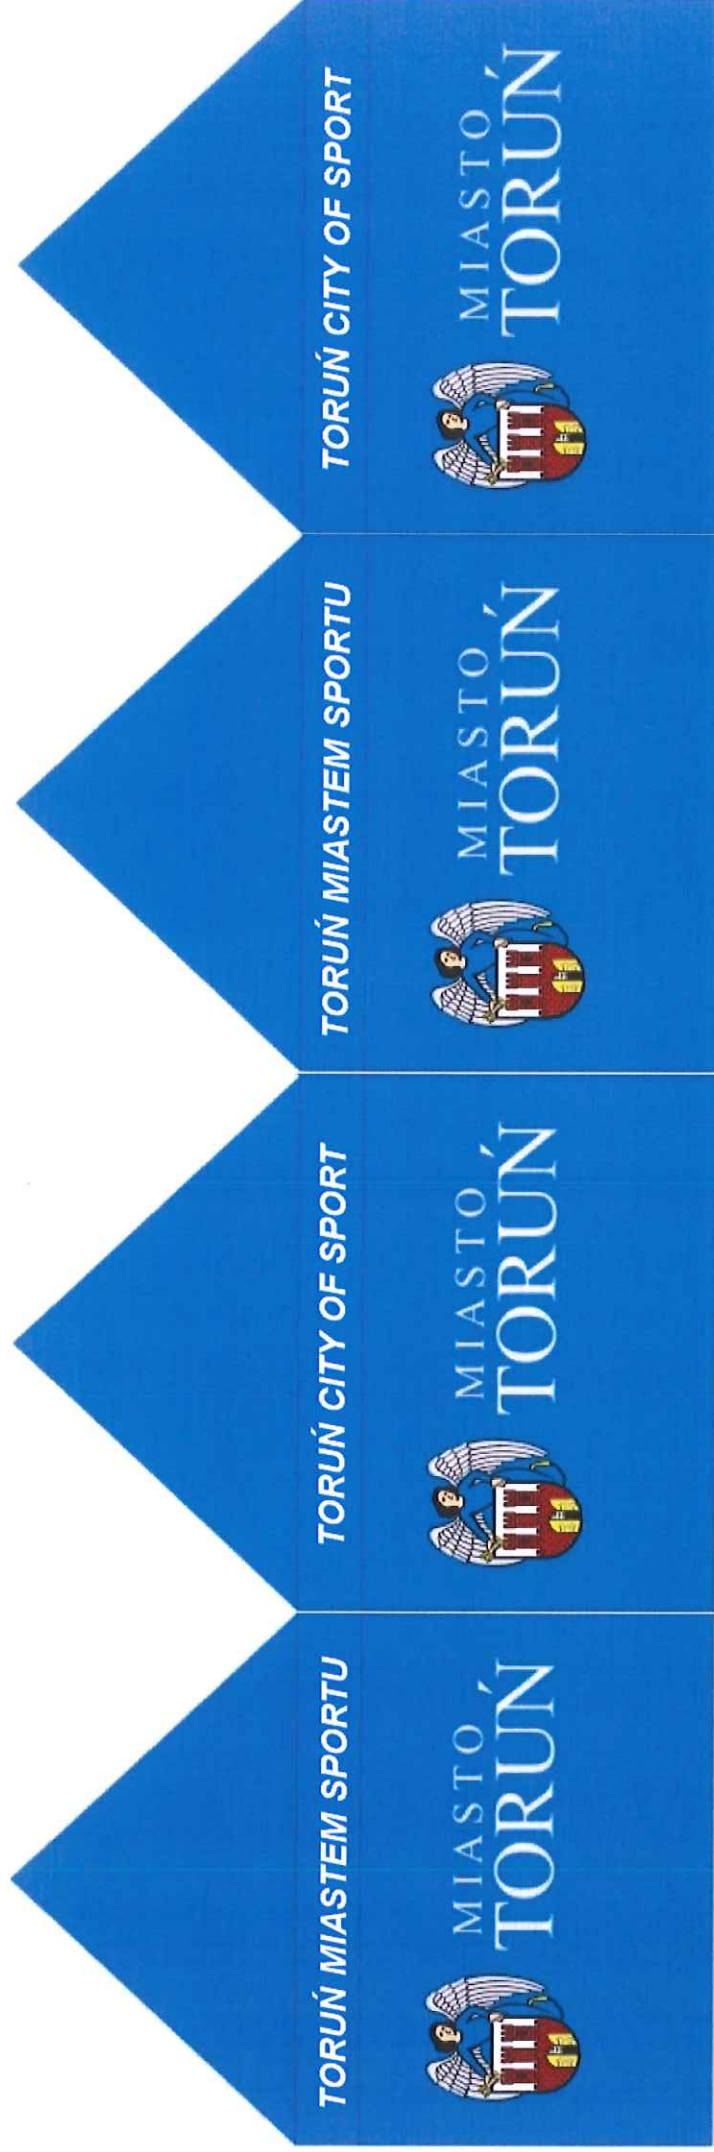 TORUŃ MIASTEM SPORTU
MIASTO
TORUŃ
TORUŃ CITY OF SPORT
MIASTO
TORUŃ
TORUŃ MIASTEM SPORTU
MIASTO
TORUŃ
TORUŃ CITY OF SPORT
MIASTO
TORUŃ